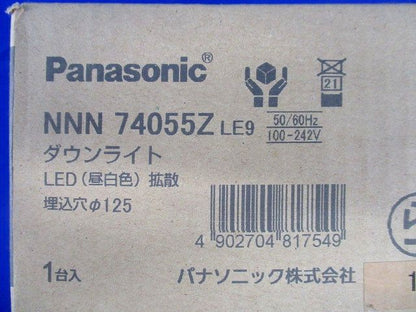 Panasonic®
21
NNN 74055Z LE9
50/60Hz
100-242V
ダウンライト
LED(昼白色)拡散
埋込穴φ125
4 902704 817549
1台入
パナソニック株式会社
1